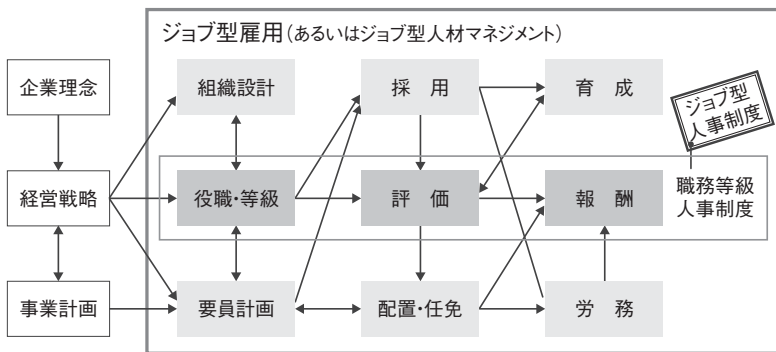 ジョブ型雇用（あるいはジョブ型人材マネジメント）
企業理念
組織設計
採　用
育　成
ジョブ型
人事制度
経営戦略
役職・等級
評　価
報　酬
職務等級
人事制度
事業計画
要員計画
配置・任免
労　務